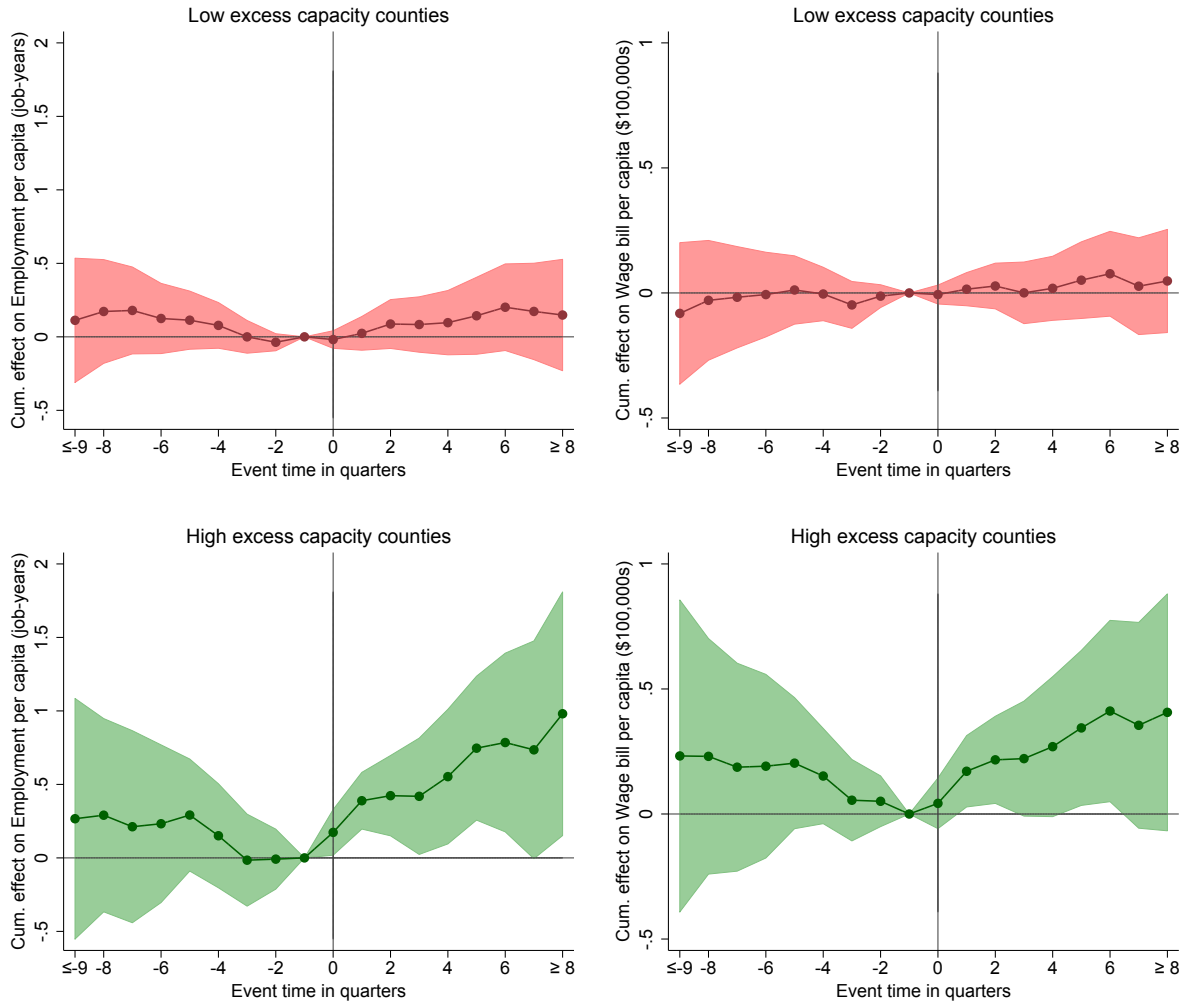 Low excess capacity counties
Cum. effect on Employment per capita (job-years)
2
1.5
1
.5
0
-.5
≤-9 -8 -6 -4 -2 0 2 4 6 ≥ 8
Event time in quarters
Low excess capacity counties
Cum. effect on Wage bill per capita ($100,000s)
1
.5
0
-.5
≤-9 -8 -6 -4 -2 0 2 4 6 ≥ 8
Event time in quarters
High excess capacity counties
Cum. effect on Employment per capita (job-years)
2
1.5
1
.5
0
-.5
≤-9 -8 -6 -4 -2 0 2 4 6 ≥ 8
Event time in quarters
High excess capacity counties
Cum. effect on Wage bill per capita ($100,000s)
1
.5
0
-.5
≤-9 -8 -6 -4 -2 0 2 4 6 ≥ 8
Event time in quarters